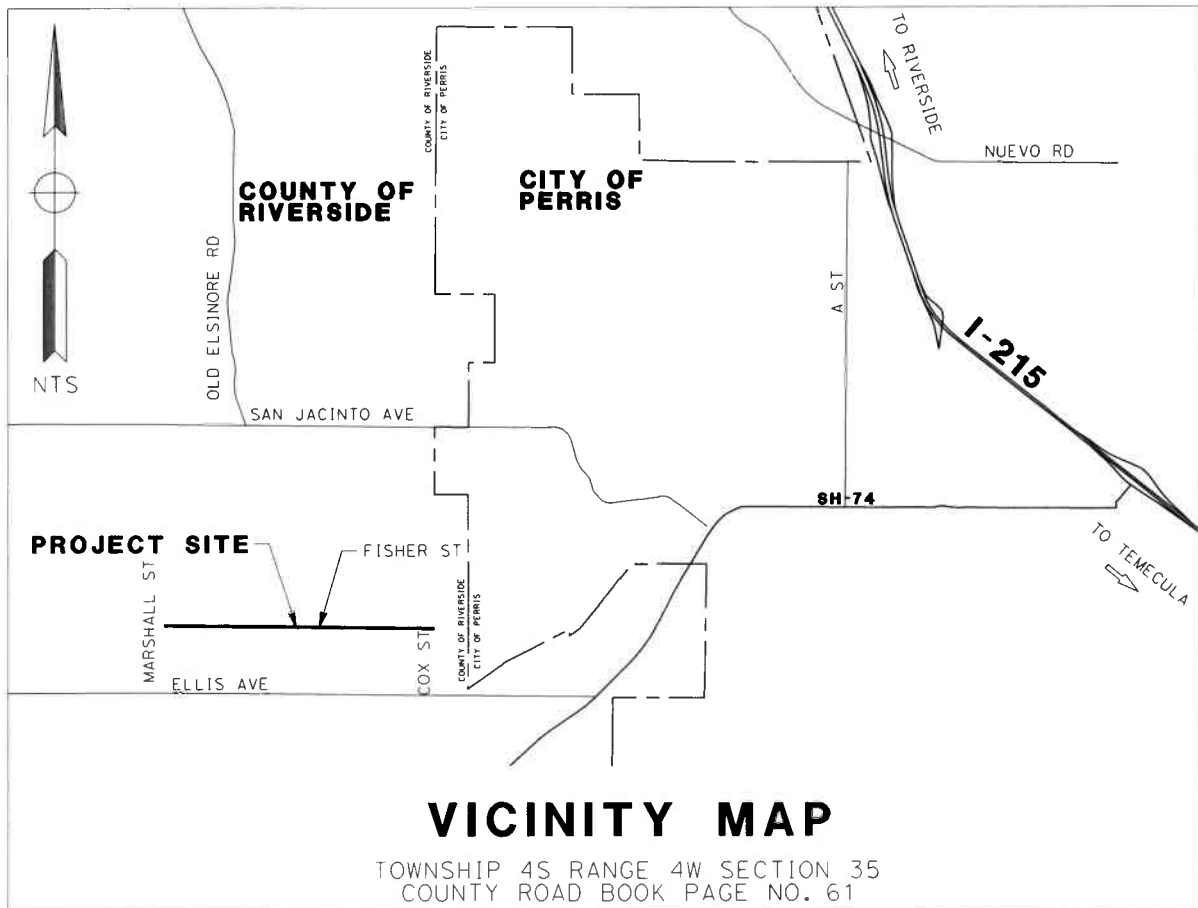 TO RIVERSIDE
NUEVO RD
COUNTY OF RIVERSIDE
CITY OF PERRIS
COUNTY OF
RIVERSIDE
CITY OF
PERRIS
OLD ELSINORE RD
A ST
I-215
NTS
SAN JACINTO AVE
SH-74
PROJECT SITE
FISHER ST
TO TEMECULA
MARSHALL ST
COX ST
COUNTY OF RIVERSIDE
CITY OF PERRIS
ELLIS AVE
VICINITY MAP
TOWNSHIP 4S RANGE 4W SECTION 35
COUNTY ROAD BOOK PAGE NO. 61